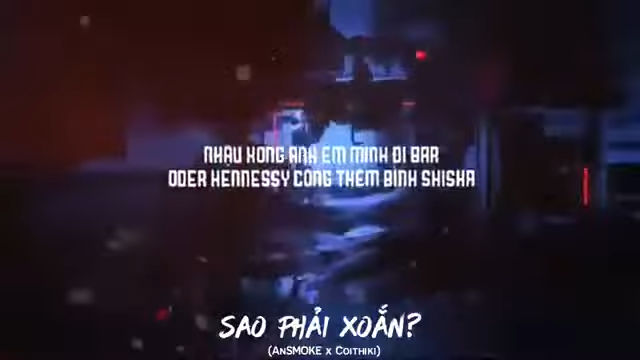 NHẬU XONG ANH EM MÌNH ĐI BAR
ODER HENNESSY CỘNG THÊM BÌNH SHISHA
SAO PHẢI XOẮN?
(AnSMOKE x Coithiki)